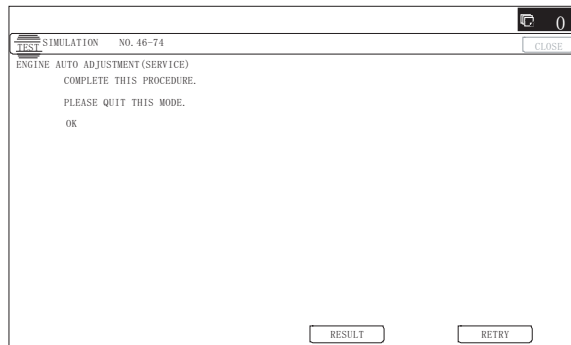 0
TEST SIMULATION NO.46-74
CLOSE
ENGINE AUTO ADJUSTMENT(SERVICE)
COMPLETE THIS PROCEDURE.
PLEASE QUIT THIS MODE.
OK
RESULT RETRY